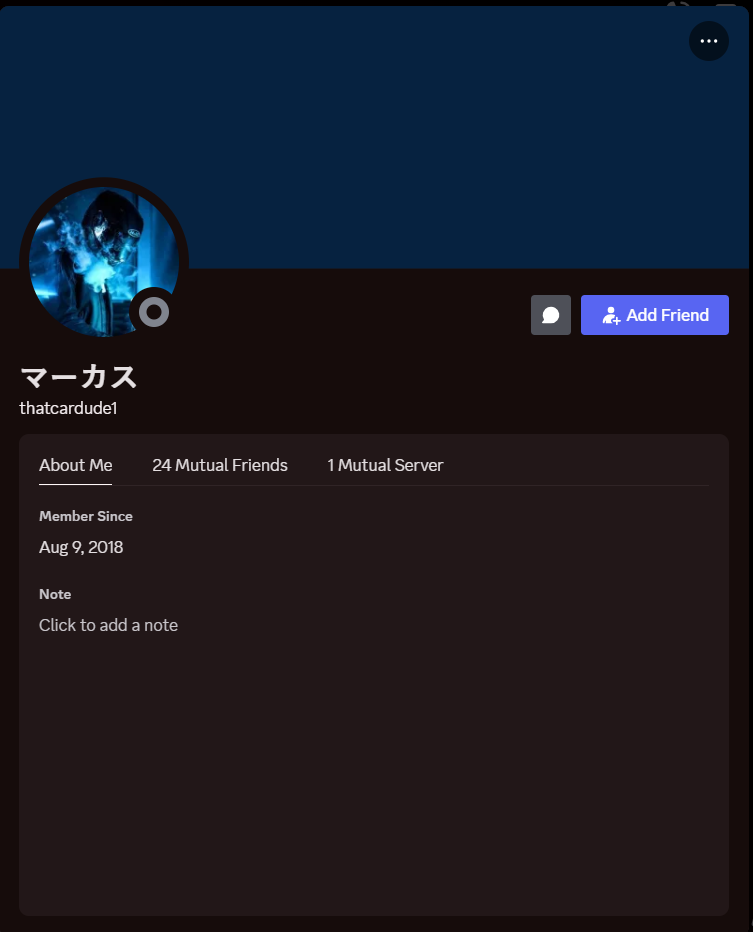 マーカス
thatcardude1
Add Friend
About Me
24 Mutual Friends
1 Mutual Server
Member Since
Aug 9, 2018
Note
Click to add a note